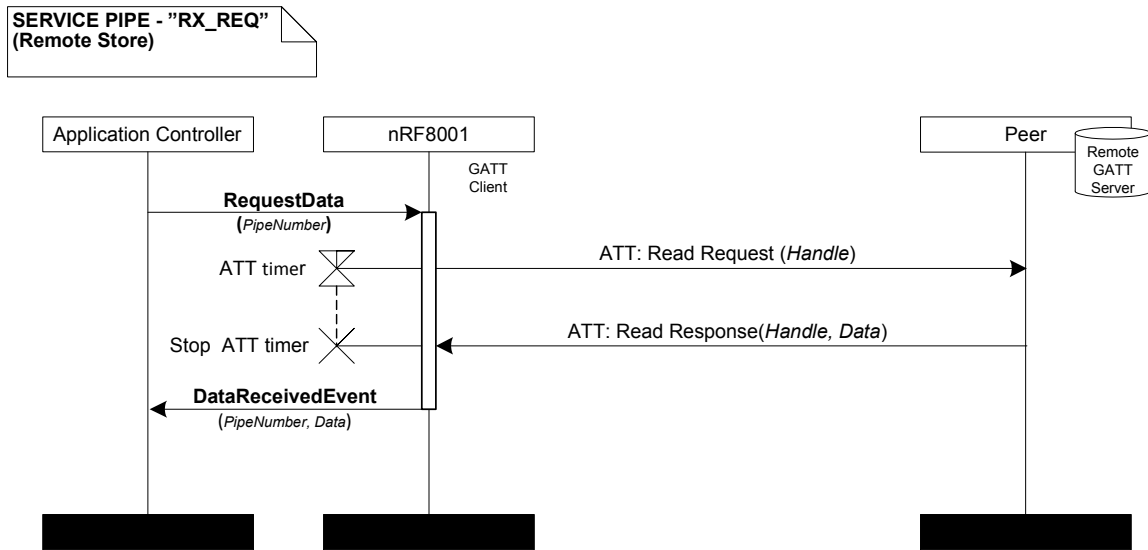 SERVICE PIPE - ”RX_REQ”
(Remote Store)
Application Controller
nRF8001
Peer
Remote
GATT
Server
GATT
Client
RequestData
(PipeNumber)
ATT timer
ATT: Read Request (Handle)
Stop ATT timer
ATT: Read Response(Handle, Data)
DataReceivedEvent
(PipeNumber, Data)